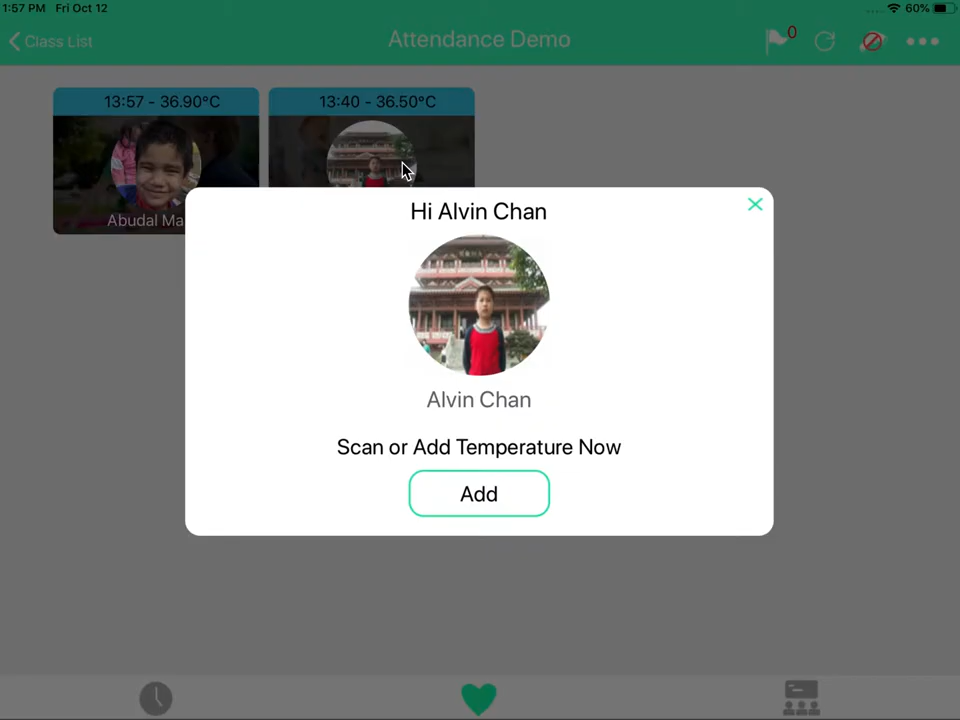 1:57 PM Fri Oct 12
60%
Class List
Attendance Demo
0
13:57 - 36.90°C
13:40 - 36.50°C
Abudal Ma
Hi Alvin Chan
Alvin Chan
Scan or Add Temperature Now
Add